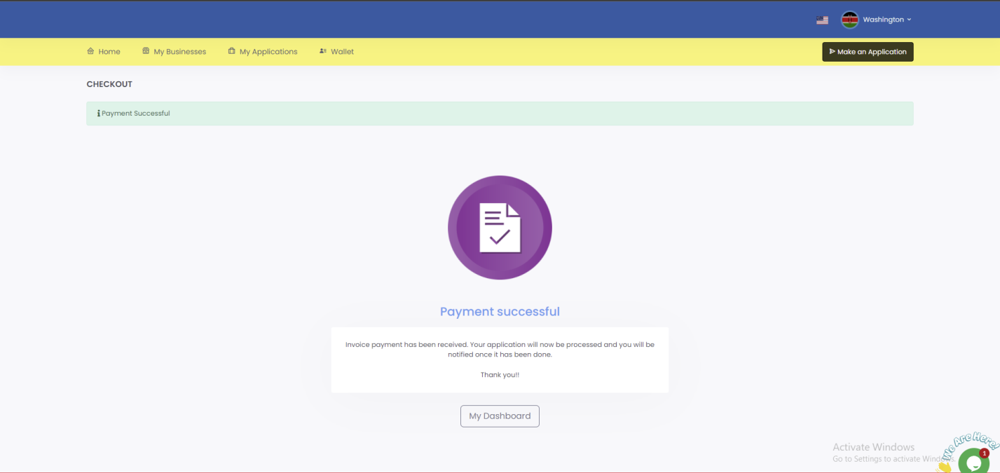 Washington
Home
My Businesses
My Applications
Wallet
Make an Application
CHECKOUT
Payment Successful
Payment successful
Invoice payment has been received. Your application will now be processed and you will be
notified once it has been done.
Thank you!!
My Dashboard
Activate Windows
Go to Settings to activate Windows.
We Are Here!
1